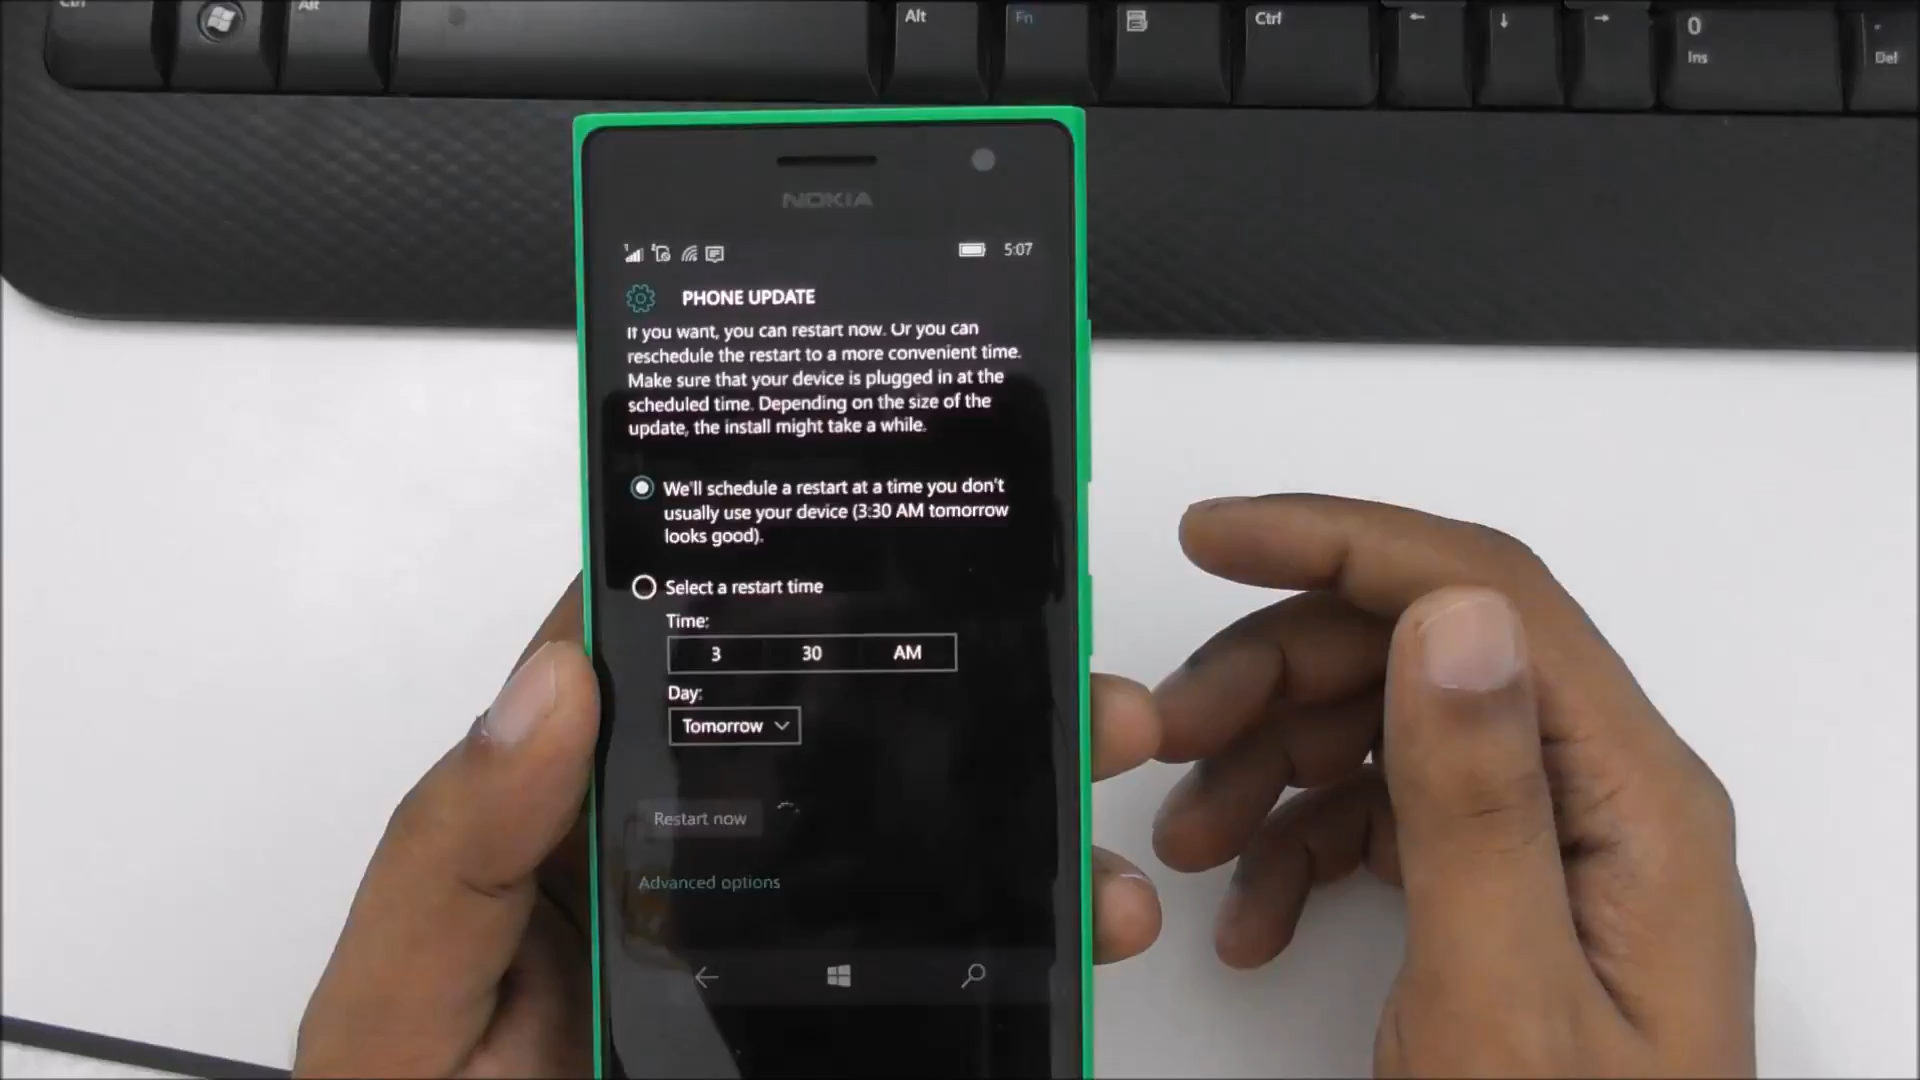 Ctrl
Alt
Alt
Fn
Ctrl
0
Ins
.
Del
NOKIA
5:07
PHONE UPDATE
If you want, you can restart now. Or you can
reschedule the restart to a more convenient time.
Make sure that your device is plugged in at the
scheduled time. Depending on the size of the
update, the install might take a while.
We'll schedule a restart at a time you don't
usually use your device (3:30 AM tomorrow
looks good).
Select a restart time
Time:
3 30 AM
Day:
Tomorrow
Restart now
Advanced options